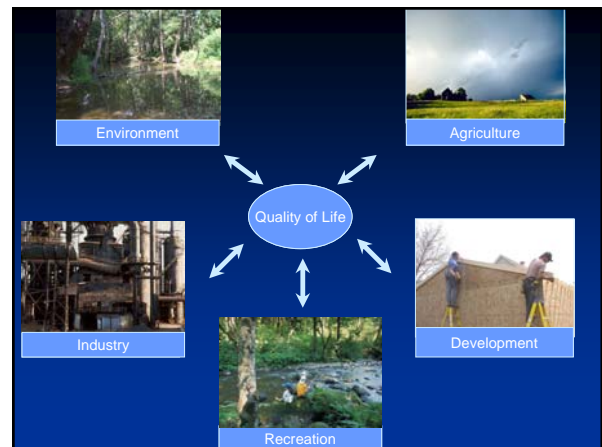 Environment
Agriculture
Quality of Life
Industry
Development
Recreation